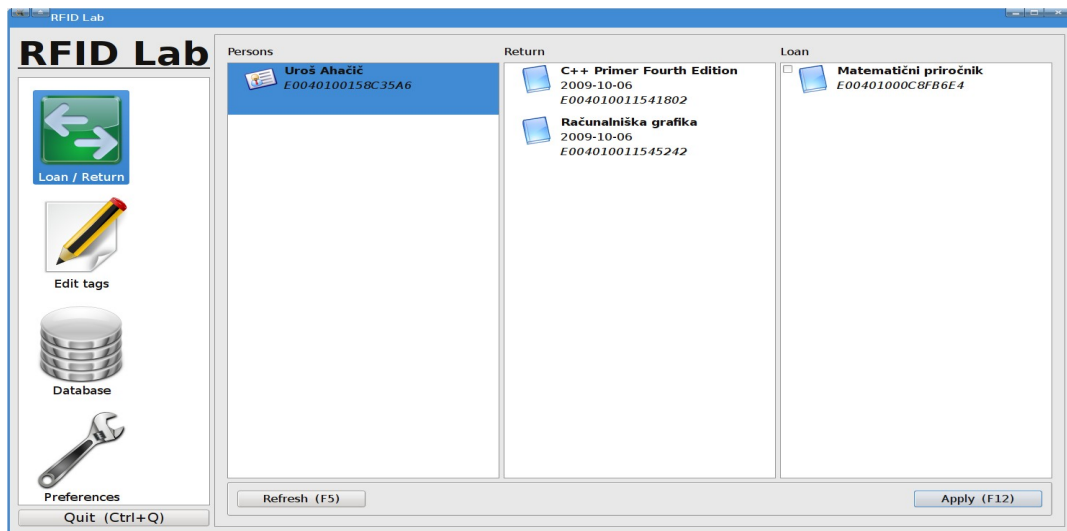 RFID Lab
RFID Lab
Loan / Return
Edit tags
Database
Preferences
Quit (Ctrl+Q)
Persons
Uroš Ahačič
E0040100158C35A6
Return
C++ Primer Fourth Edition
2009-10-06
E004010011541802
Računalniška grafika
2009-10-06
E004010011545242
Loan
Matematični priročnik
E00401000C8FB6E4
Refresh (F5)
Apply (F12)